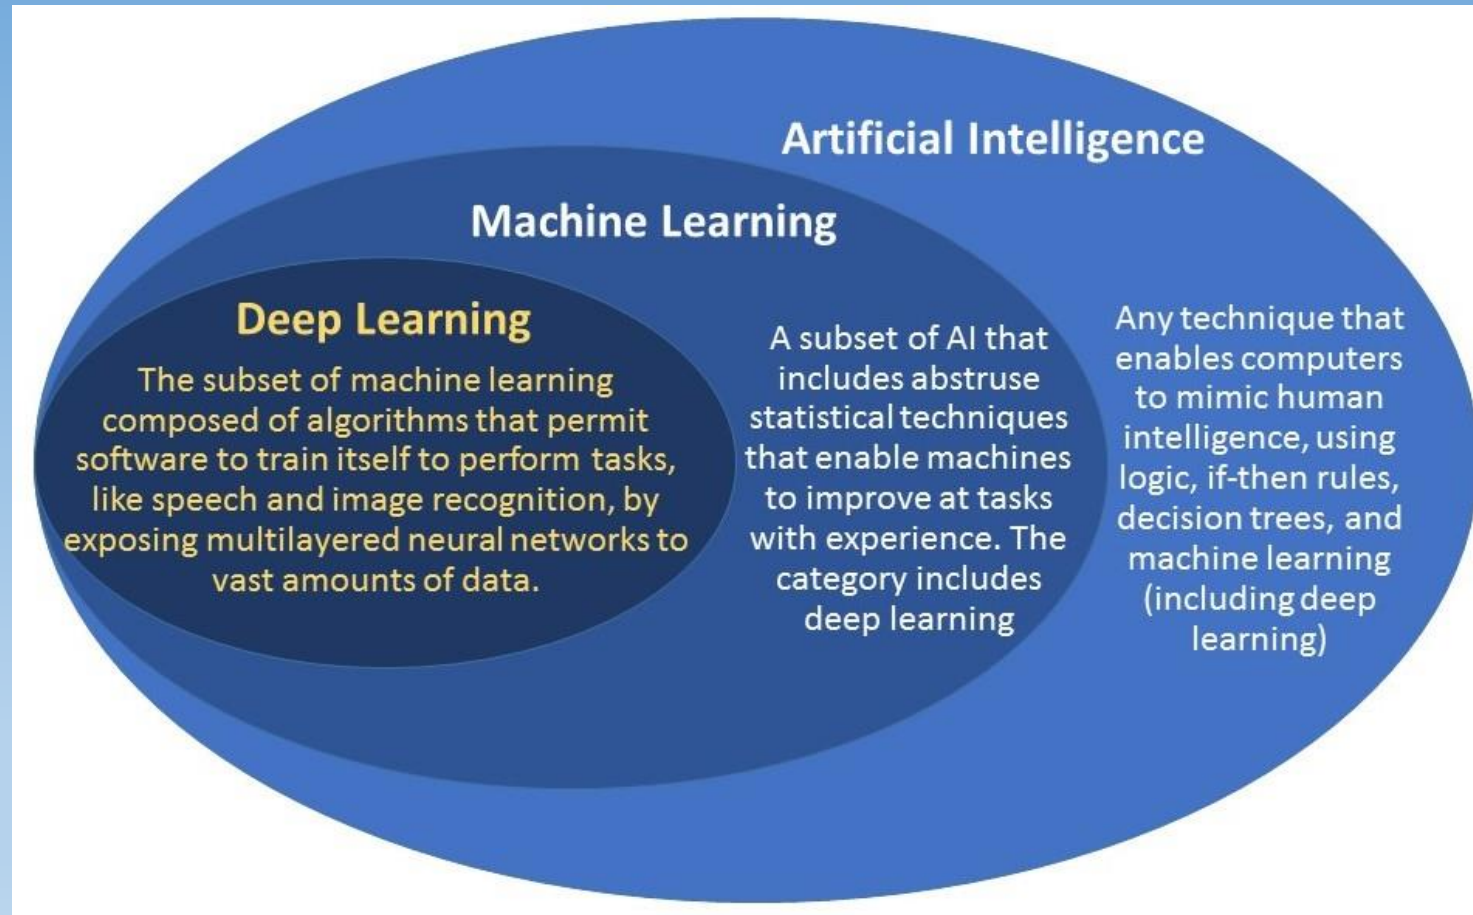 Artificial Intelligence
Machine Learning
Deep Learning
The subset of machine learning
composed of algorithms that permit
software to train itself to perform tasks,
like speech and image recognition, by
exposing multilayered neural networks to
vast amounts of data.
A subset of AI that
includes abstruse
statistical techniques
that enable machines
to improve at tasks
with experience. The
category includes
deep learning
Any technique that
enables computers
to mimic human
intelligence, using
logic, if-then rules,
decision trees, and
machine learning
(including deep
learning)